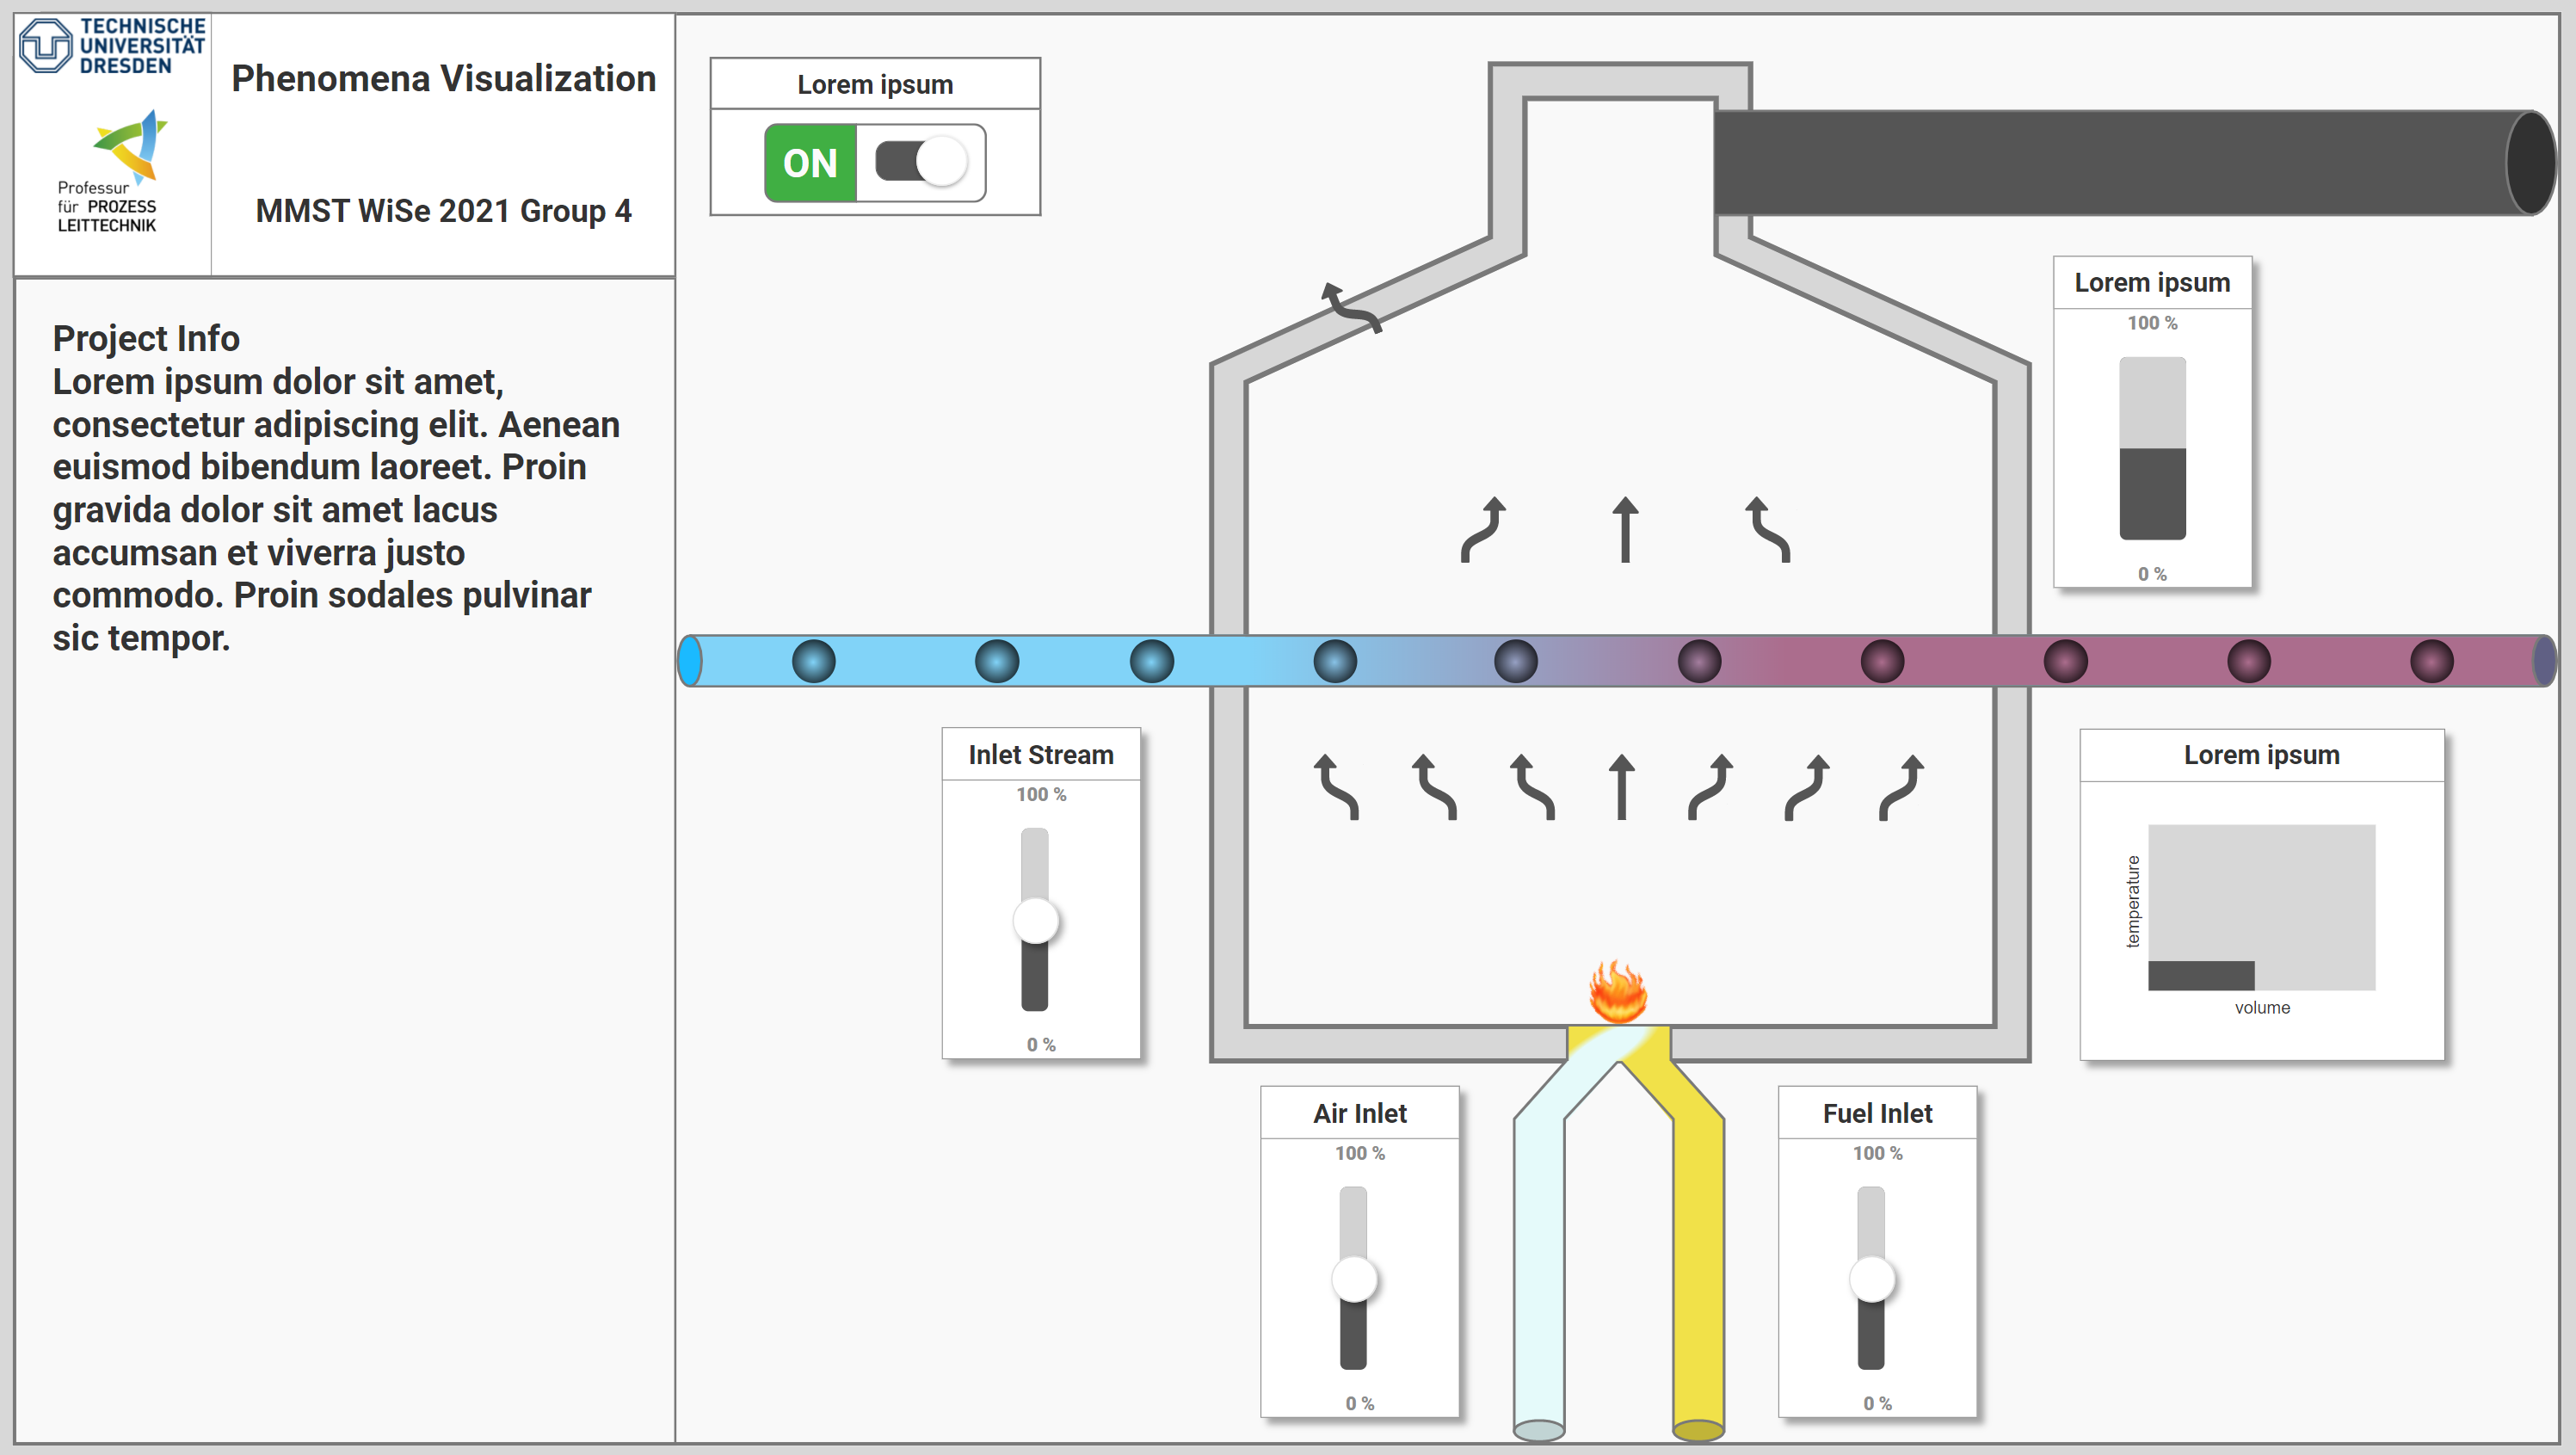 TECHNISCHE
UNIVERSITÄT
DRESDEN
Professur
für PROZESS
LEITTECHNIK
Phenomena Visualization
MMST WiSe 2021 Group 4
Project Info
Lorem ipsum dolor sit amet,
consectetur adipiscing elit. Aenean
euismod bibendum laoreet. Proin
gravida dolor sit amet lacus
accumsan et viverra justo
commodo. Proin sodales pulvinar
sic tempor.
Lorem ipsum
ON
Lorem ipsum
100 %
0 %
Inlet Stream
100 %
0 %
Lorem ipsum
temperature
volume
Air Inlet
100 %
0 %
Fuel Inlet
100 %
0 %